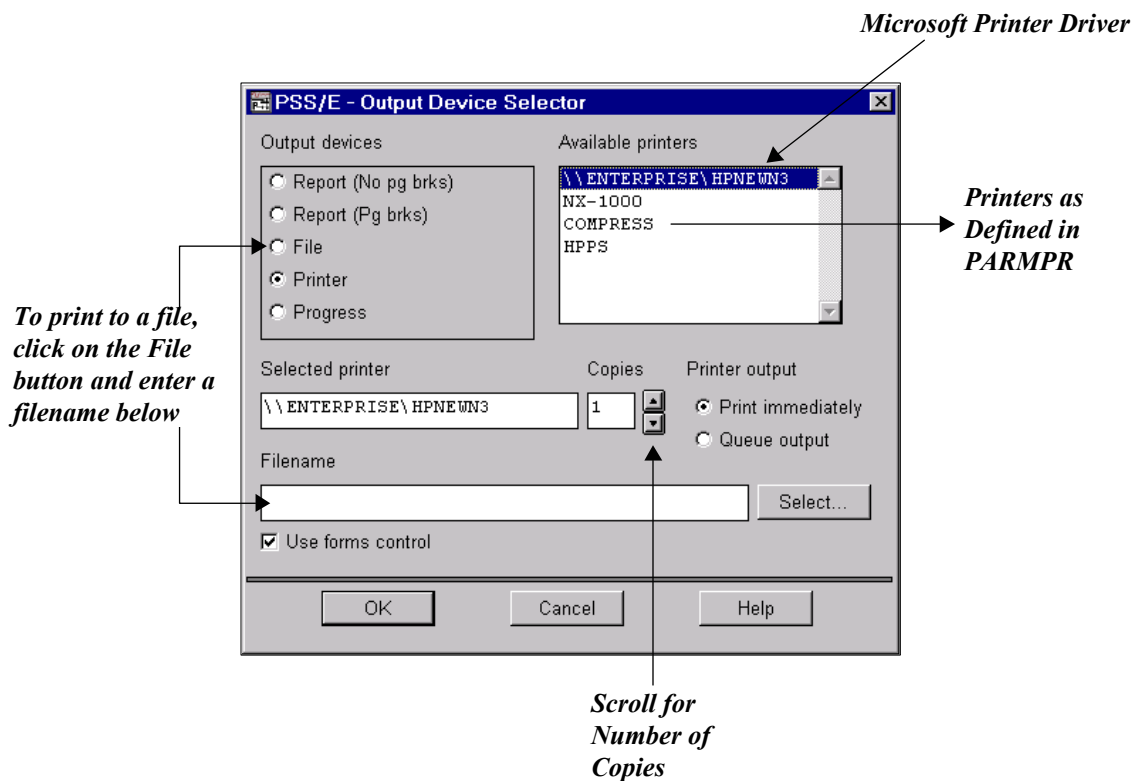 Microsoft Printer Driver
PSS/E - Output Device Selector
Output devices
Available printers
Report (No pg brks)
Report (Pg brks)
File
Printer
Progress
\\ENTERPRISE\HPNEWN3
NX-1000
COMPRESS
HPPS
Printers as
Defined in
PARMPR
To print to a file,
click on the File
button and enter a
filename below
Selected printer
Copies
Printer output
\\ENTERPRISE\HPNEWN3
1
Print immediately
Queue output
Filename
Select...
Use forms control
OK
Cancel
Help
Scroll for
Number of
Copies